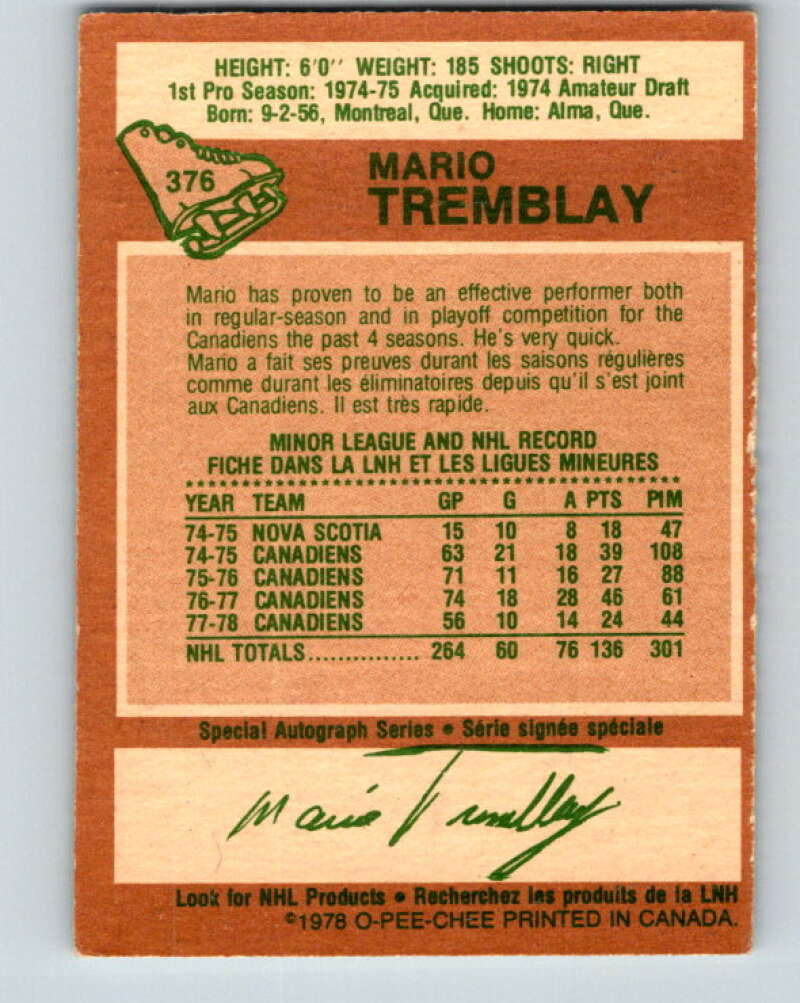 HEIGHT: 6'0'' WEIGHT: 185 SHOOTS: RIGHT
1st Pro Season: 1974-75 Acquired: 1974 Amateur Draft
Born: 9-2-56, Montreal, Que. Home: Alma, Que.
376
MARIO
TREMBLAY
Mario has proven to be an effective performer both
in regular-season and in playoff competition for the
Canadiens the past 4 seasons. He's very quick.
Mario a fait ses preuves durant les saisons régulières
comme durant les éliminatoires depuis qu'il s'est joint
aux Canadiens. Il est très rapide.
MINOR LEAGUE AND NHL RECORD
FICHE DANS LA LNH ET LES LIGUES MINEURES
YEAR TEAM GP G A PTS PIM
74-75 NOVA SCOTIA 15 10 8 18 47
74-75 CANADIENS 63 21 18 39 108
75-76 CANADIENS 71 11 16 27 88
76-77 CANADIENS 74 18 28 46 61
77-78 CANADIENS 56 10 14 24 44
NHL TOTALS............... 264 60 76 136 301
Special Autograph Series • Série signée spéciale
Mario Tremblay
Look for NHL Products • Recherchez les produits de la LNH
©1978 O-PEE-CHEE PRINTED IN CANADA.